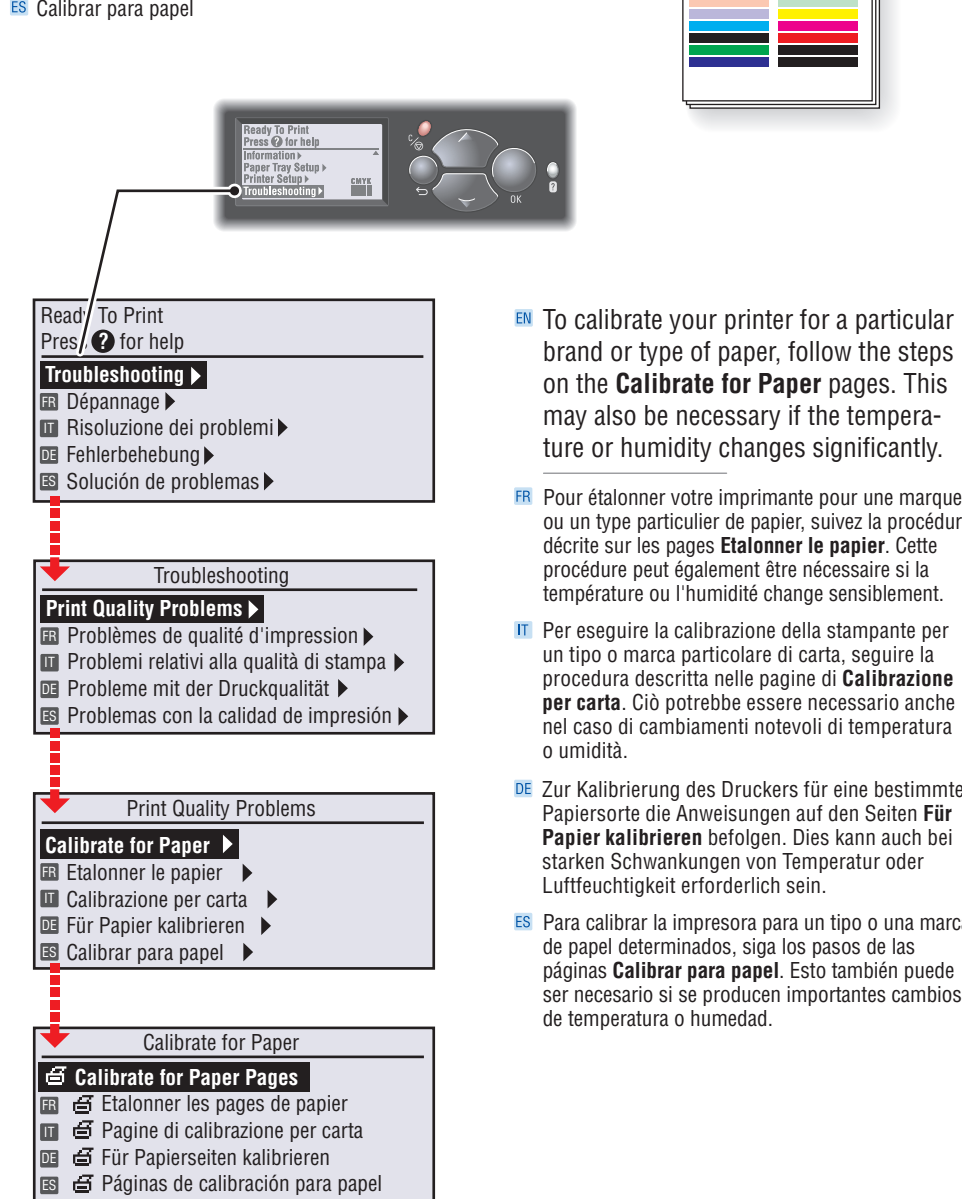 ES Calibrar para papel
Ready To Print
Press ? for help
Information
Paper Tray Setup
Printer Setup
Troubleshooting
CMYK
C/
OK
?
Ready To Print
Press ? for help
Troubleshooting
FR Dépannage
IT Risoluzione dei problemi
DE Fehlerbehebung
ES Solución de problemas
Troubleshooting
Print Quality Problems
FR Problèmes de qualité d'impression
IT Problemi relativi alla qualità di stampa
DE Probleme mit der Druckqualität
ES Problemas con la calidad de impresión
Print Quality Problems
Calibrate for Paper
FR Etalonner le papier
IT Calibrazione per carta
DE Für Papier kalibrieren
ES Calibrar para papel
Calibrate for Paper
Calibrate for Paper Pages
FR Etalonner les pages de papier
IT Pagine di calibrazione per carta
DE Für Papierseiten kalibrieren
ES Páginas de calibración para papel
EN To calibrate your printer for a particular
brand or type of paper, follow the steps
on the Calibrate for Paper pages. This
may also be necessary if the tempera-
ture or humidity changes significantly.
FR Pour étalonner votre imprimante pour une marque
ou un type particulier de papier, suivez la procédur
décrite sur les pages Etalonner le papier. Cette
procédure peut également être nécessaire si la
température ou l'humidité change sensiblement.
IT Per eseguire la calibrazione della stampante per
un tipo o marca particolare di carta, seguire la
procedura descritta nelle pagine di Calibrazione
per carta. Ciò potrebbe essere necessario anche
nel caso di cambiamenti notevoli di temperatura
o umidità.
DE Zur Kalibrierung des Druckers für eine bestimmte
Papiersorte die Anweisungen auf den Seiten Für
Papier kalibrieren befolgen. Dies kann auch bei
starken Schwankungen von Temperatur oder
Luftfeuchtigkeit erforderlich sein.
ES Para calibrar la impresora para un tipo o una marca
de papel determinados, siga los pasos de las
páginas Calibrar para papel. Esto también puede
ser necesario si se producen importantes cambios
de temperatura o humedad.